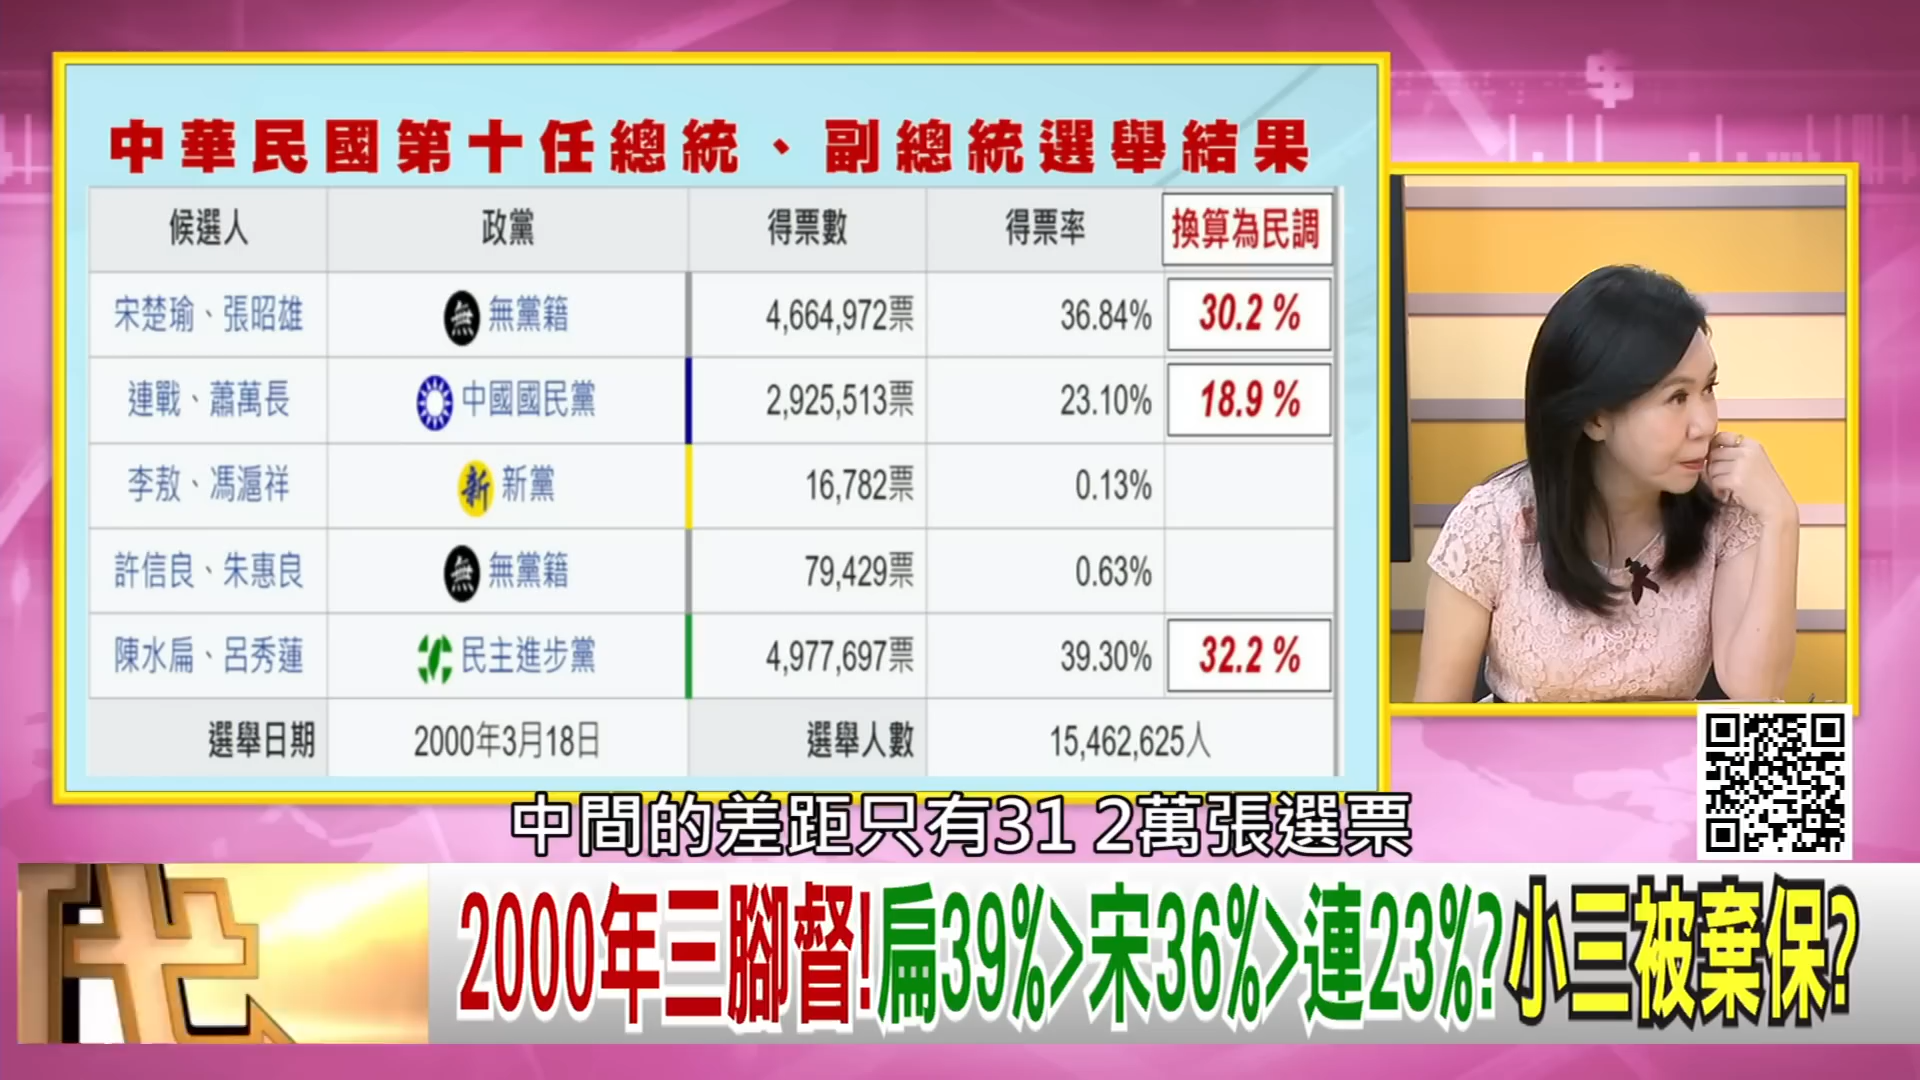 中華民國第十任總統、副總統選舉結果
候選人 政黨 得票數 得票率 換算為民調
宋楚瑜、張昭雄 無 無黨籍 4,664,972票 36.84% 30.2 %
連戰、蕭萬長 中國國民黨 2,925,513票 23.10% 18.9 %
李敖、馮滬祥 新 新黨 16,782票 0.13%
許信良、朱惠良 無 無黨籍 79,429票 0.63%
陳水扁、呂秀蓮 民主進步黨 4,977,697票 39.30% 32.2 %
選舉日期 2000年3月18日 選舉人數 15,462,625人
中間的差距只有31 2萬張選票
2000年三腳督!扁39%>宋36%>連23%?小三被棄保?